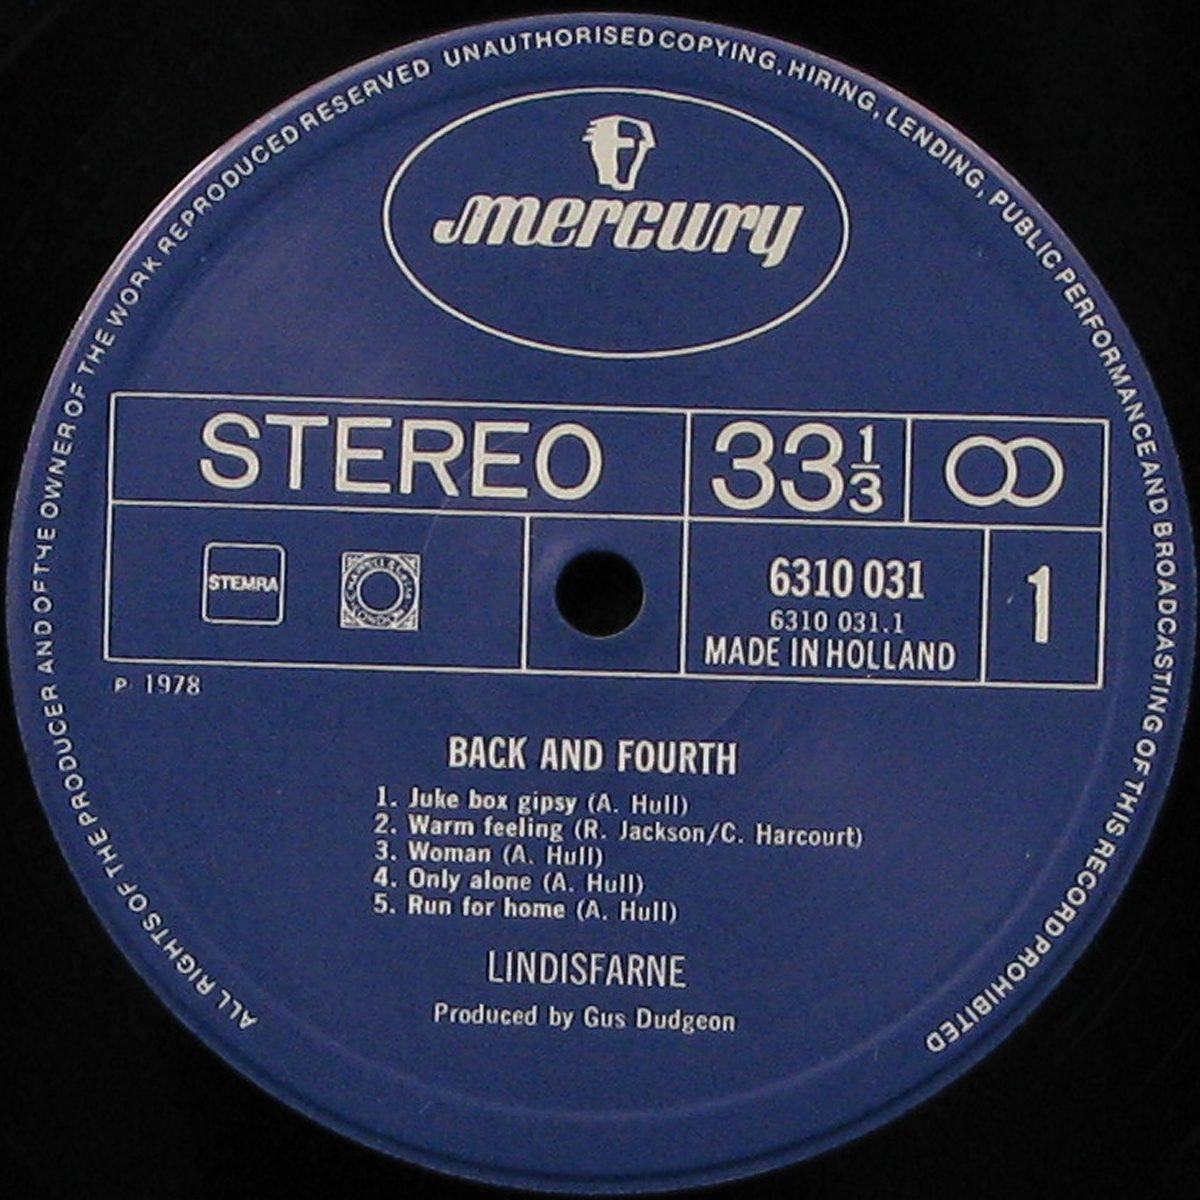 ALL RIGHTS OF THE PRODUCER AND OF THE OWNER OF THE WORK REPRODUCED RESERVED UNAUTHORISED COPYING, HIRING, LENDING, PUBLIC PERFORMANCE AND BROADCASTING OF THIS RECORD PROHIBITED
mercury
STEREO 33 1/3
STEMRA
6310 031
6310 031.1
MADE IN HOLLAND
1
P 1978
BACK AND FOURTH
1. Juke box gipsy (A. Hull)
2. Warm feeling (R. Jackson/C. Harcourt)
3. Woman (A. Hull)
4. Only alone (A. Hull)
5. Run for home (A. Hull)
LINDISFARNE
Produced by Gus Dudgeon